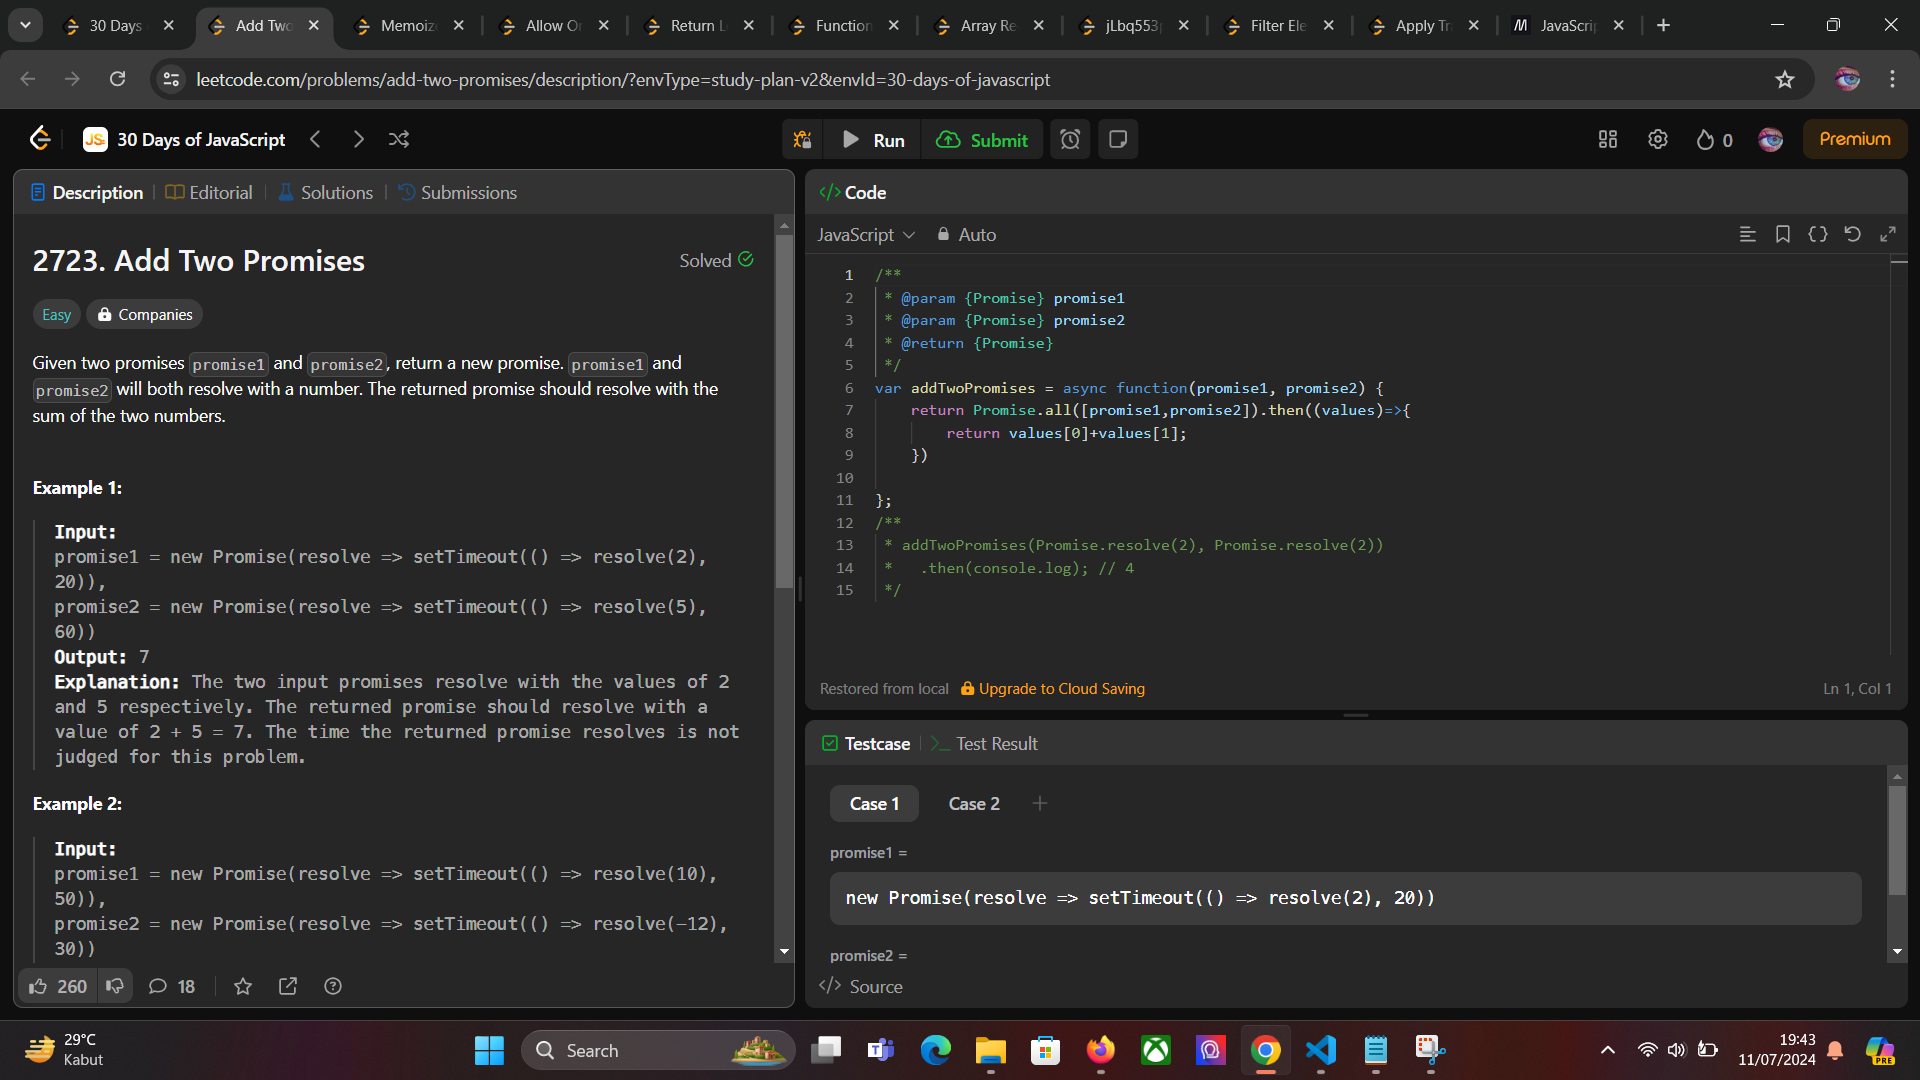 30 Days
Add Two
Memoize
Allow O
Return L
Function
Array Re
jLbq553
Filter Ele
Apply Tr
M JavaScri
leetcode.com/problems/add-two-promises/description/?envType=study-plan-v2&envId=30-days-of-javascript
JS 30 Days of JavaScript
Run
Submit
0
Premium
Description
Editorial
Solutions
Submissions
2723. Add Two Promises
Solved
Easy
Companies
Given two promises promise1 and promise2, return a new promise. promise1 and
promise2 will both resolve with a number. The returned promise should resolve with the
sum of the two numbers.
Example 1:
Input:
promise1 = new Promise(resolve => setTimeout(() => resolve(2),
20)),
promise2 = new Promise(resolve => setTimeout(() => resolve(5),
60))
Output: 7
Explanation: The two input promises resolve with the values of 2
and 5 respectively. The returned promise should resolve with a
value of 2 + 5 = 7. The time the returned promise resolves is not
judged for this problem.
Example 2:
Input:
promise1 = new Promise(resolve => setTimeout(() => resolve(10),
50)),
promise2 = new Promise(resolve => setTimeout(() => resolve(-12),
30))
260
18
</> Code
JavaScript
Auto
1 /**
2 * @param {Promise} promise1
3 * @param {Promise} promise2
4 * @return {Promise}
5 */
6 var addTwoPromises = async function(promise1, promise2) {
7 return Promise.all([promise1,promise2]).then((values)=>{
8 return values[0]+values[1];
9 })
10
11 };
12 /**
13 * addTwoPromises(Promise.resolve(2), Promise.resolve(2))
14 * .then(console.log); // 4
15 */
Restored from local
Upgrade to Cloud Saving
Ln 1, Col 1
Testcase
Test Result
Case 1
Case 2
promise1 =
new Promise(resolve => setTimeout(() => resolve(2), 20))
promise2 =
</> Source
29°C
Kabut
Search
19:43
11/07/2024
PRE